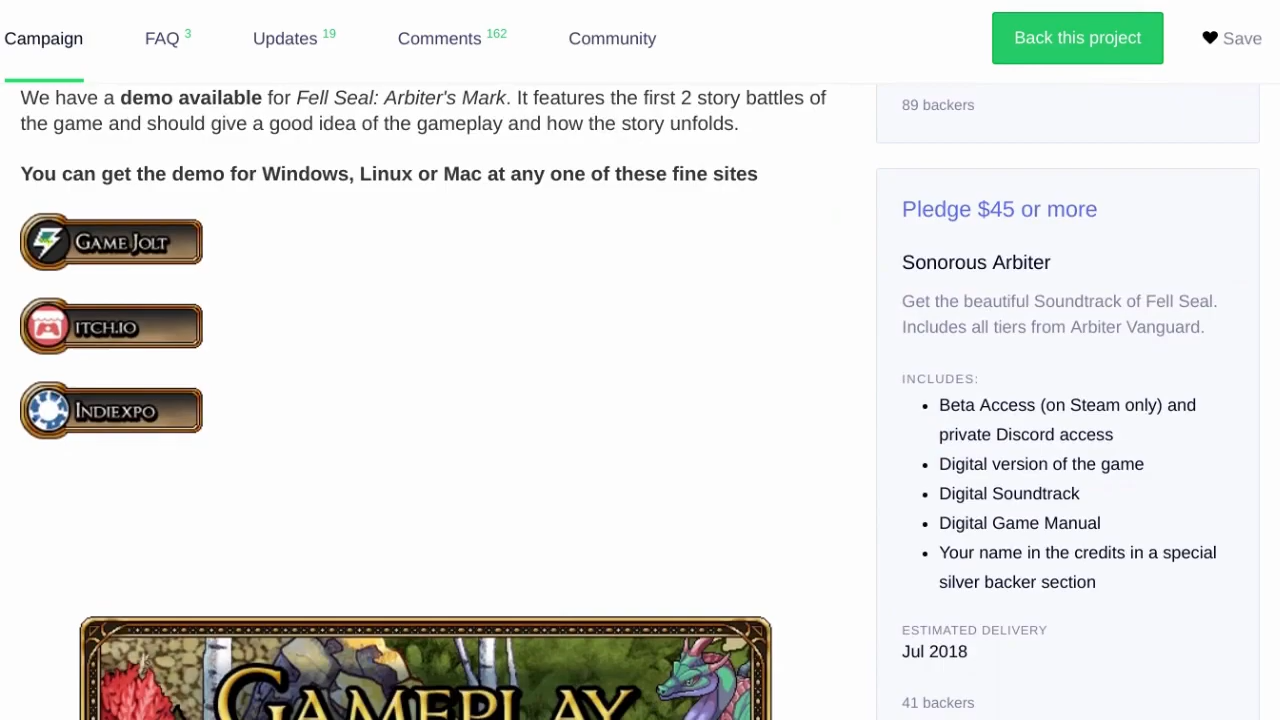 Campaign FAQ 3 Updates 19 Comments 162 Community Back this project Save
We have a demo available for Fell Seal: Arbiter's Mark. It features the first 2 story battles of
the game and should give a good idea of the gameplay and how the story unfolds.
You can get the demo for Windows, Linux or Mac at any one of these fine sites
GAME JOLT
ITCH.IO
INDIEXPO
GAMEPLAY
89 backers
Pledge $45 or more
Sonorous Arbiter
Get the beautiful Soundtrack of Fell Seal.
Includes all tiers from Arbiter Vanguard.
INCLUDES:
• Beta Access (on Steam only) and
private Discord access
• Digital version of the game
• Digital Soundtrack
• Digital Game Manual
• Your name in the credits in a special
silver backer section
ESTIMATED DELIVERY
Jul 2018
41 backers